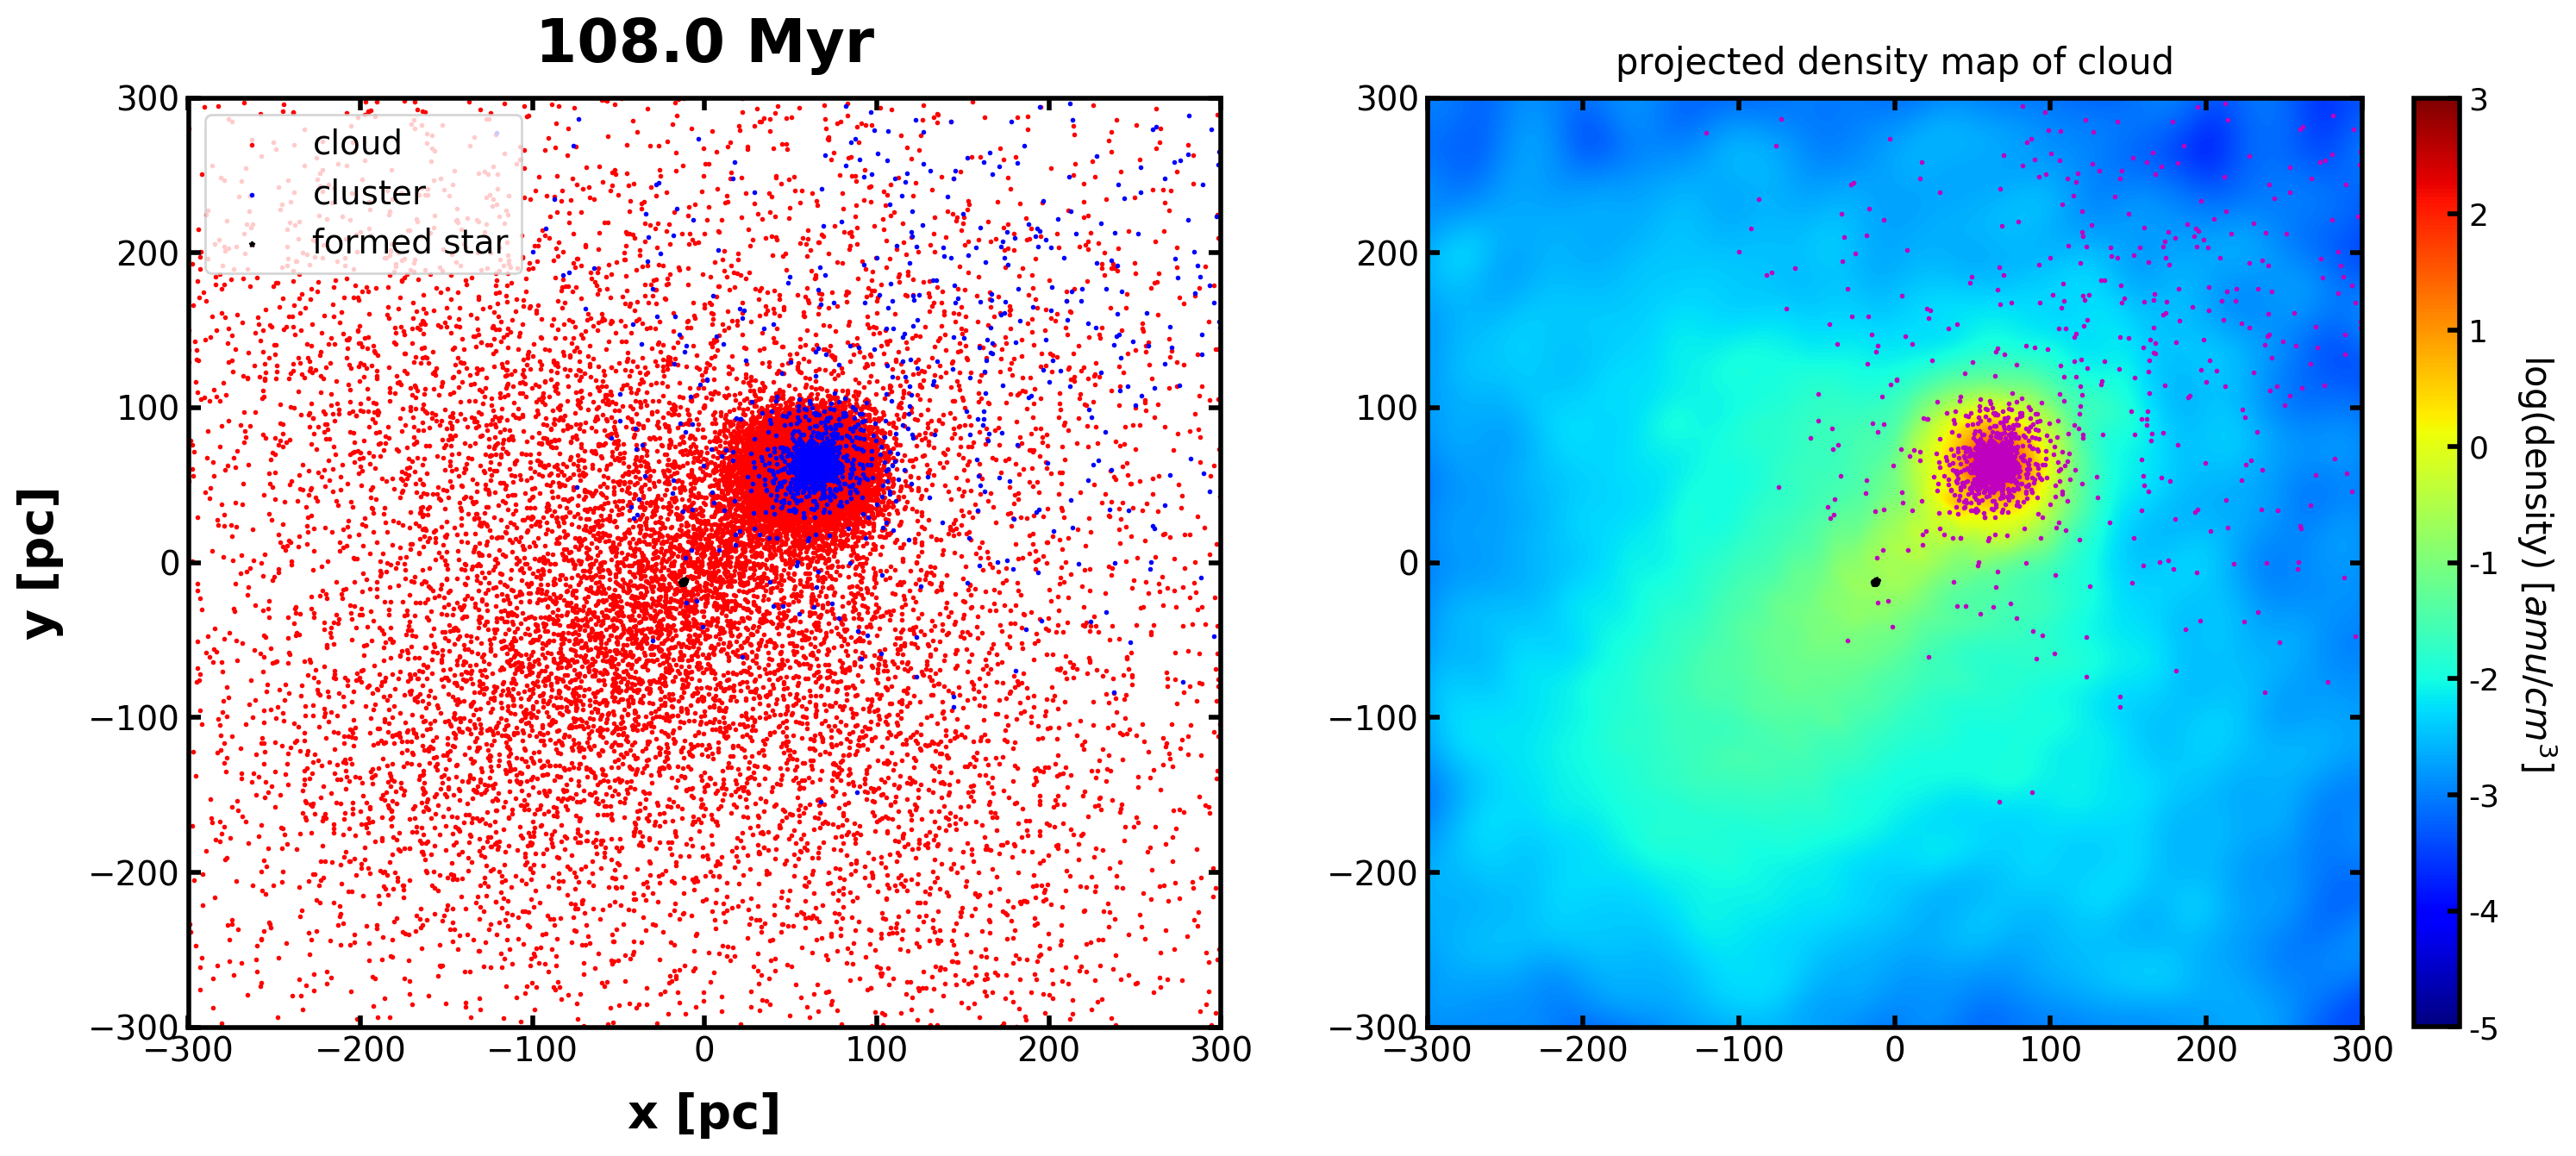 108.0 Myr
projected density map of cloud
cloud
cluster
formed star
300
200
100
0
−100
−200
−300
y [pc]
−300 −200 −100 0 100 200 300
x [pc]
300
200
100
0
−100
−200
−300
−300 −200 −100 0 100 200 300
3
2
1
0
-1
-2
-3
-4
-5
log(density) [amu/cm³]